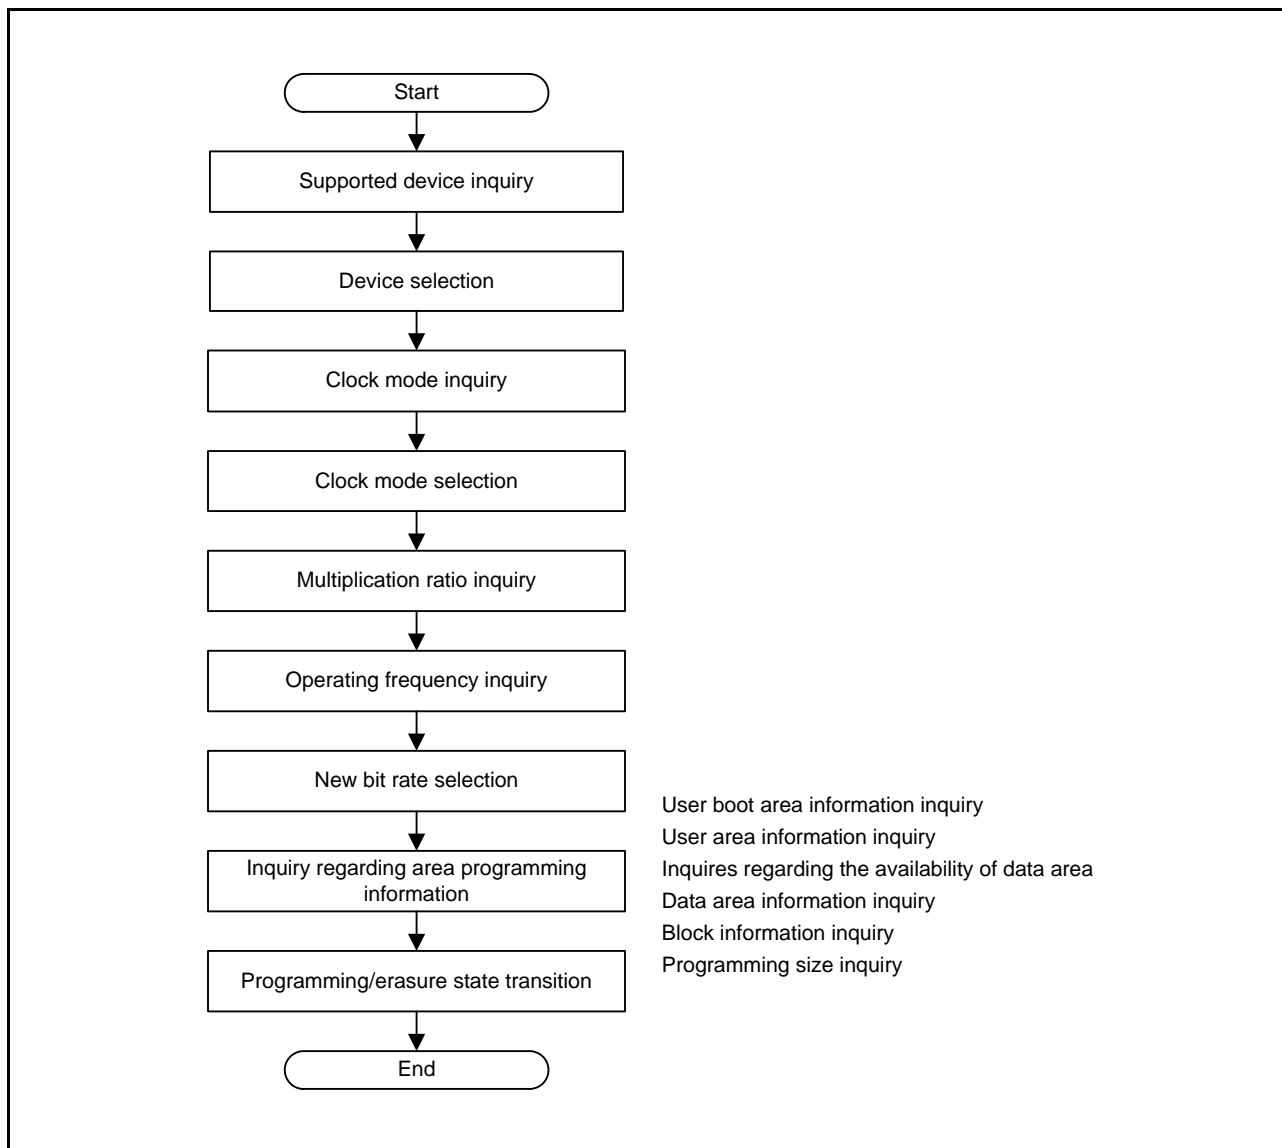 Start
Supported device inquiry
Device selection
Clock mode inquiry
Clock mode selection
Multiplication ratio inquiry
Operating frequency inquiry
New bit rate selection
Inquiry regarding area programming
information
User boot area information inquiry
User area information inquiry
Inquires regarding the availability of data area
Data area information inquiry
Block information inquiry
Programming size inquiry
Programming/erasure state transition
End